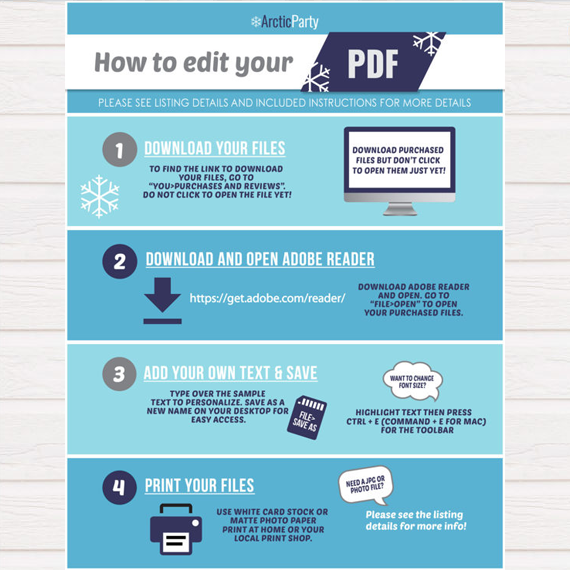 ArcticParty
How to edit your PDF
PLEASE SEE LISTING DETAILS AND INCLUDED INSTRUCTIONS FOR MORE DETAILS
1 DOWNLOAD YOUR FILES
TO FIND THE LINK TO DOWNLOAD
YOUR FILES, GO TO
"YOU>PURCHASES AND REVIEWS".
DO NOT CLICK TO OPEN THE FILE YET!
DOWNLOAD PURCHASED
FILES BUT DON'T CLICK
TO OPEN THEM JUST YET!
2 DOWNLOAD AND OPEN ADOBE READER
https://get.adobe.com/reader/
DOWNLOAD ADOBE READER
AND OPEN. GO TO
"FILE>OPEN" TO OPEN
YOUR PURCHASED FILES.
3 ADD YOUR OWN TEXT & SAVE
TYPE OVER THE SAMPLE
TEXT TO PERSONALIZE. SAVE AS A
NEW NAME ON YOUR DESKTOP FOR
EASY ACCESS.
FILE>
SAVE AS
WANT TO CHANGE
FONT SIZE?
HIGHLIGHT TEXT THEN PRESS
CTRL + E (COMMAND + E FOR MAC)
FOR THE TOOLBAR
4 PRINT YOUR FILES
USE WHITE CARD STOCK OR
MATTE PHOTO PAPER
PRINT AT HOME OR YOUR
LOCAL PRINT SHOP.
NEED A JPG OR
PHOTO FILE?
Please see the listing
details for more info!